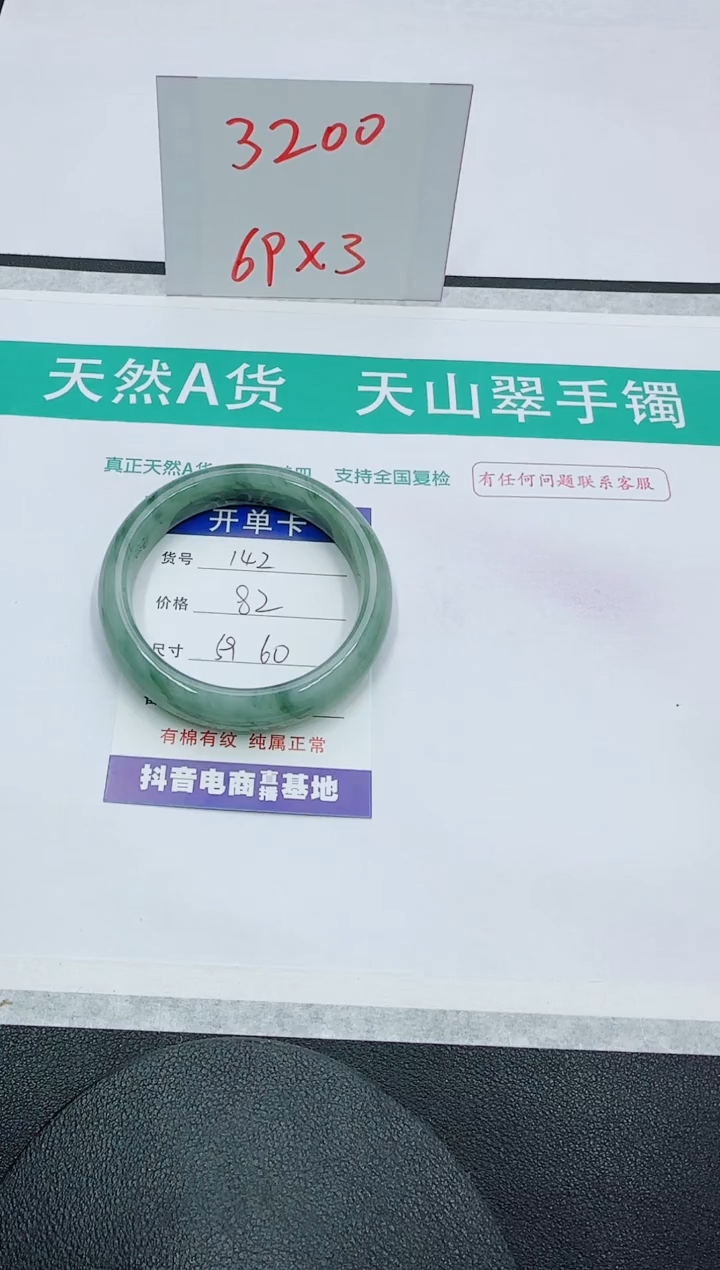 3200
69x3
天然A货 天山翠手镯
真正天然A货 支持全国复检 有任何问题联系客服
开单卡
货号 142
价格 82
尺寸 59 60
有棉有纹 纯属正常
抖音电商直播基地